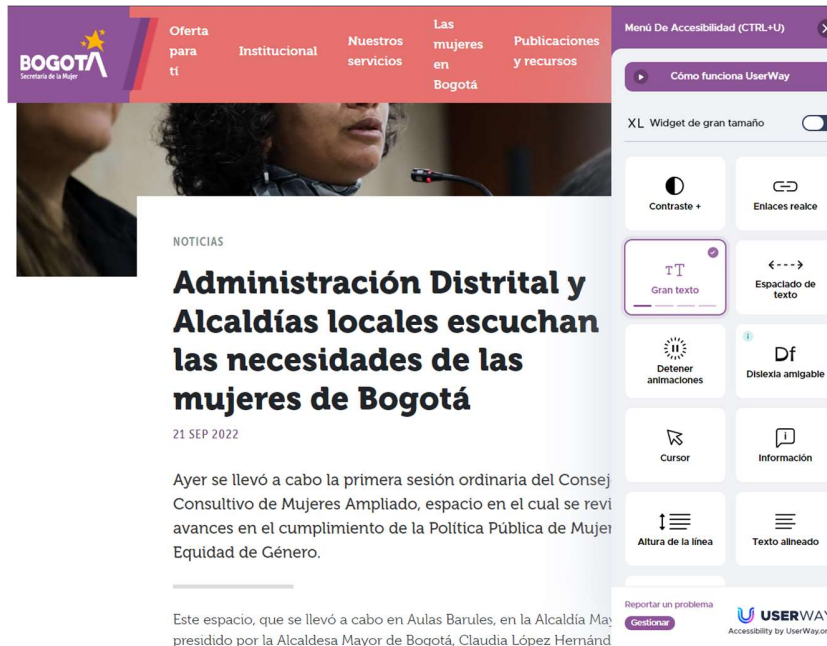 Oferta
para
tí
Institucional
Nuestros
servicios
Las
mujeres
en
Bogotá
Publicaciones
y recursos
BOGOTÁ
Secretaría de la Mujer
NOTICIAS
Administración Distrital y
Alcaldías locales escuchan
las necesidades de las
mujeres de Bogotá
21 SEP 2022
Ayer se llevó a cabo la primera sesión ordinaria del Consej
Consultivo de Mujeres Ampliado, espacio en el cual se revi
avances en el cumplimiento de la Política Pública de Mujer
Equidad de Género.
Este espacio, que se llevó a cabo en Aulas Barules, en la Alcaldía May
presidido por la Alcaldesa Mayor de Bogotá, Claudia López Hernánd
Menú De Accesibilidad (CTRL+U)
Cómo funciona UserWay
XL Widget de gran tamaño
Contraste +
Enlaces realce
TT
Gran texto
Espaciado de
texto
Detener
animaciones
Df
Dislexia amigable
Cursor
Información
Altura de la línea
Texto alineado
Reportar un problema
Gestionar
USERWAY
Accessibility by UserWay.or